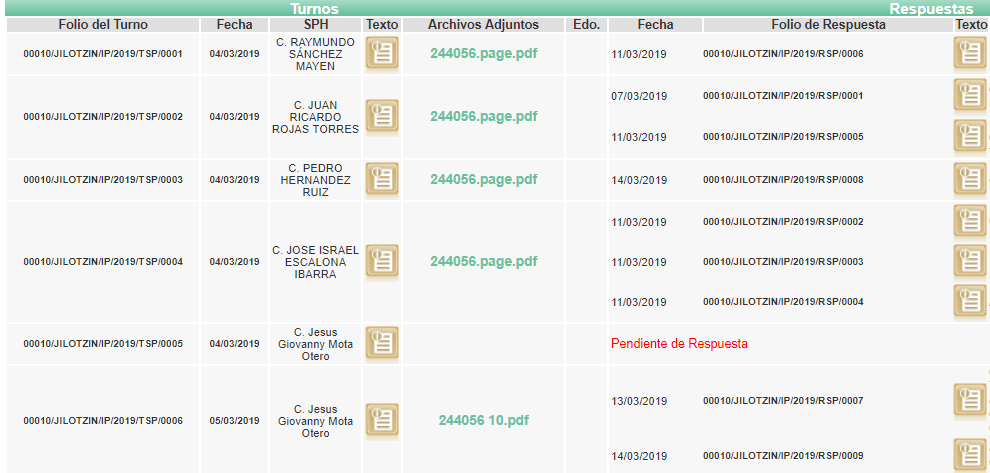 Turnos Respuestas
Folio del Turno Fecha SPH Texto Archivos Adjuntos Edo. Fecha Folio de Respuesta Texto
00010/JILOTZIN/IP/2019/TSP/0001 04/03/2019 C. RAYMUNDO SÁNCHEZ MAYEN 244056.page.pdf 11/03/2019 00010/JILOTZIN/IP/2019/RSP/0006
00010/JILOTZIN/IP/2019/TSP/0002 04/03/2019 C. JUAN RICARDO ROJAS TORRES 244056.page.pdf 07/03/2019 00010/JILOTZIN/IP/2019/RSP/0001
11/03/2019 00010/JILOTZIN/IP/2019/RSP/0005
00010/JILOTZIN/IP/2019/TSP/0003 04/03/2019 C. PEDRO HERNANDEZ RUIZ 244056.page.pdf 14/03/2019 00010/JILOTZIN/IP/2019/RSP/0008
00010/JILOTZIN/IP/2019/TSP/0004 04/03/2019 C. JOSE ISRAEL ESCALONA IBARRA 244056.page.pdf 11/03/2019 00010/JILOTZIN/IP/2019/RSP/0002
11/03/2019 00010/JILOTZIN/IP/2019/RSP/0003
11/03/2019 00010/JILOTZIN/IP/2019/RSP/0004
00010/JILOTZIN/IP/2019/TSP/0005 04/03/2019 C. Jesus Giovanny Mota Otero Pendiente de Respuesta
00010/JILOTZIN/IP/2019/TSP/0006 05/03/2019 C. Jesus Giovanny Mota Otero 244056 10.pdf 13/03/2019 00010/JILOTZIN/IP/2019/RSP/0007
14/03/2019 00010/JILOTZIN/IP/2019/RSP/0009